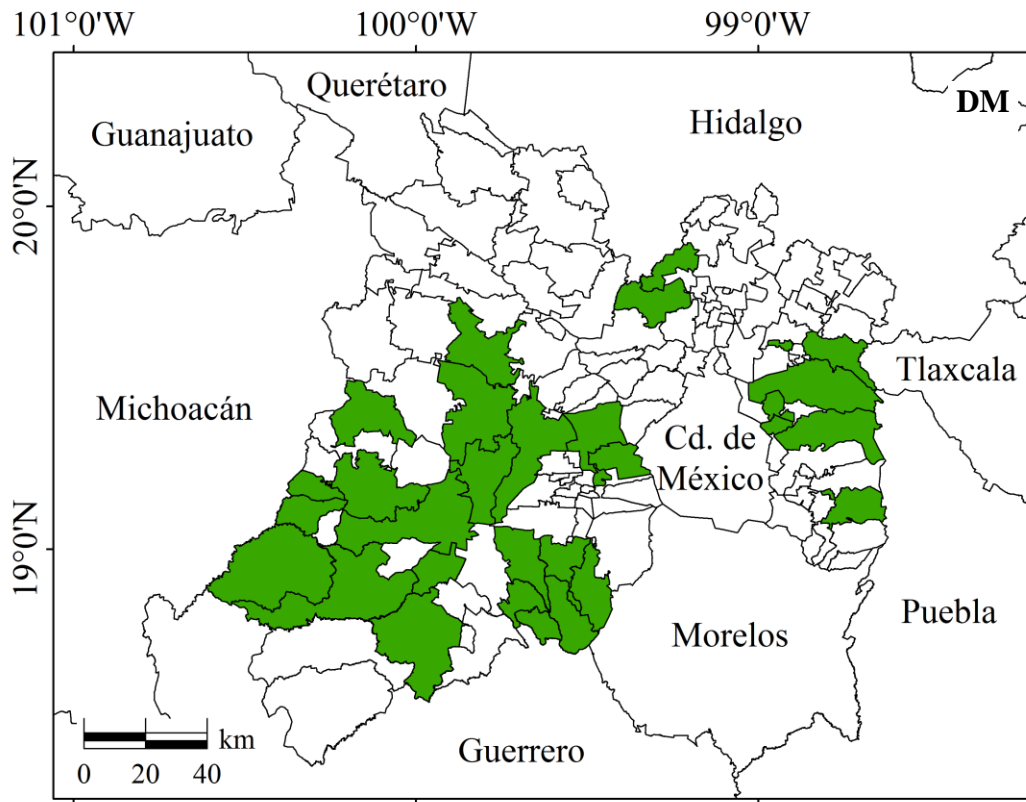 101°0'W 100°0'W 99°0'W
Querétaro
DM
Guanajuato
Hidalgo
20°0'N
Tlaxcala
Michoacán
Cd. de
México
19°0'N
Puebla
Morelos
km
Guerrero
0 20 40